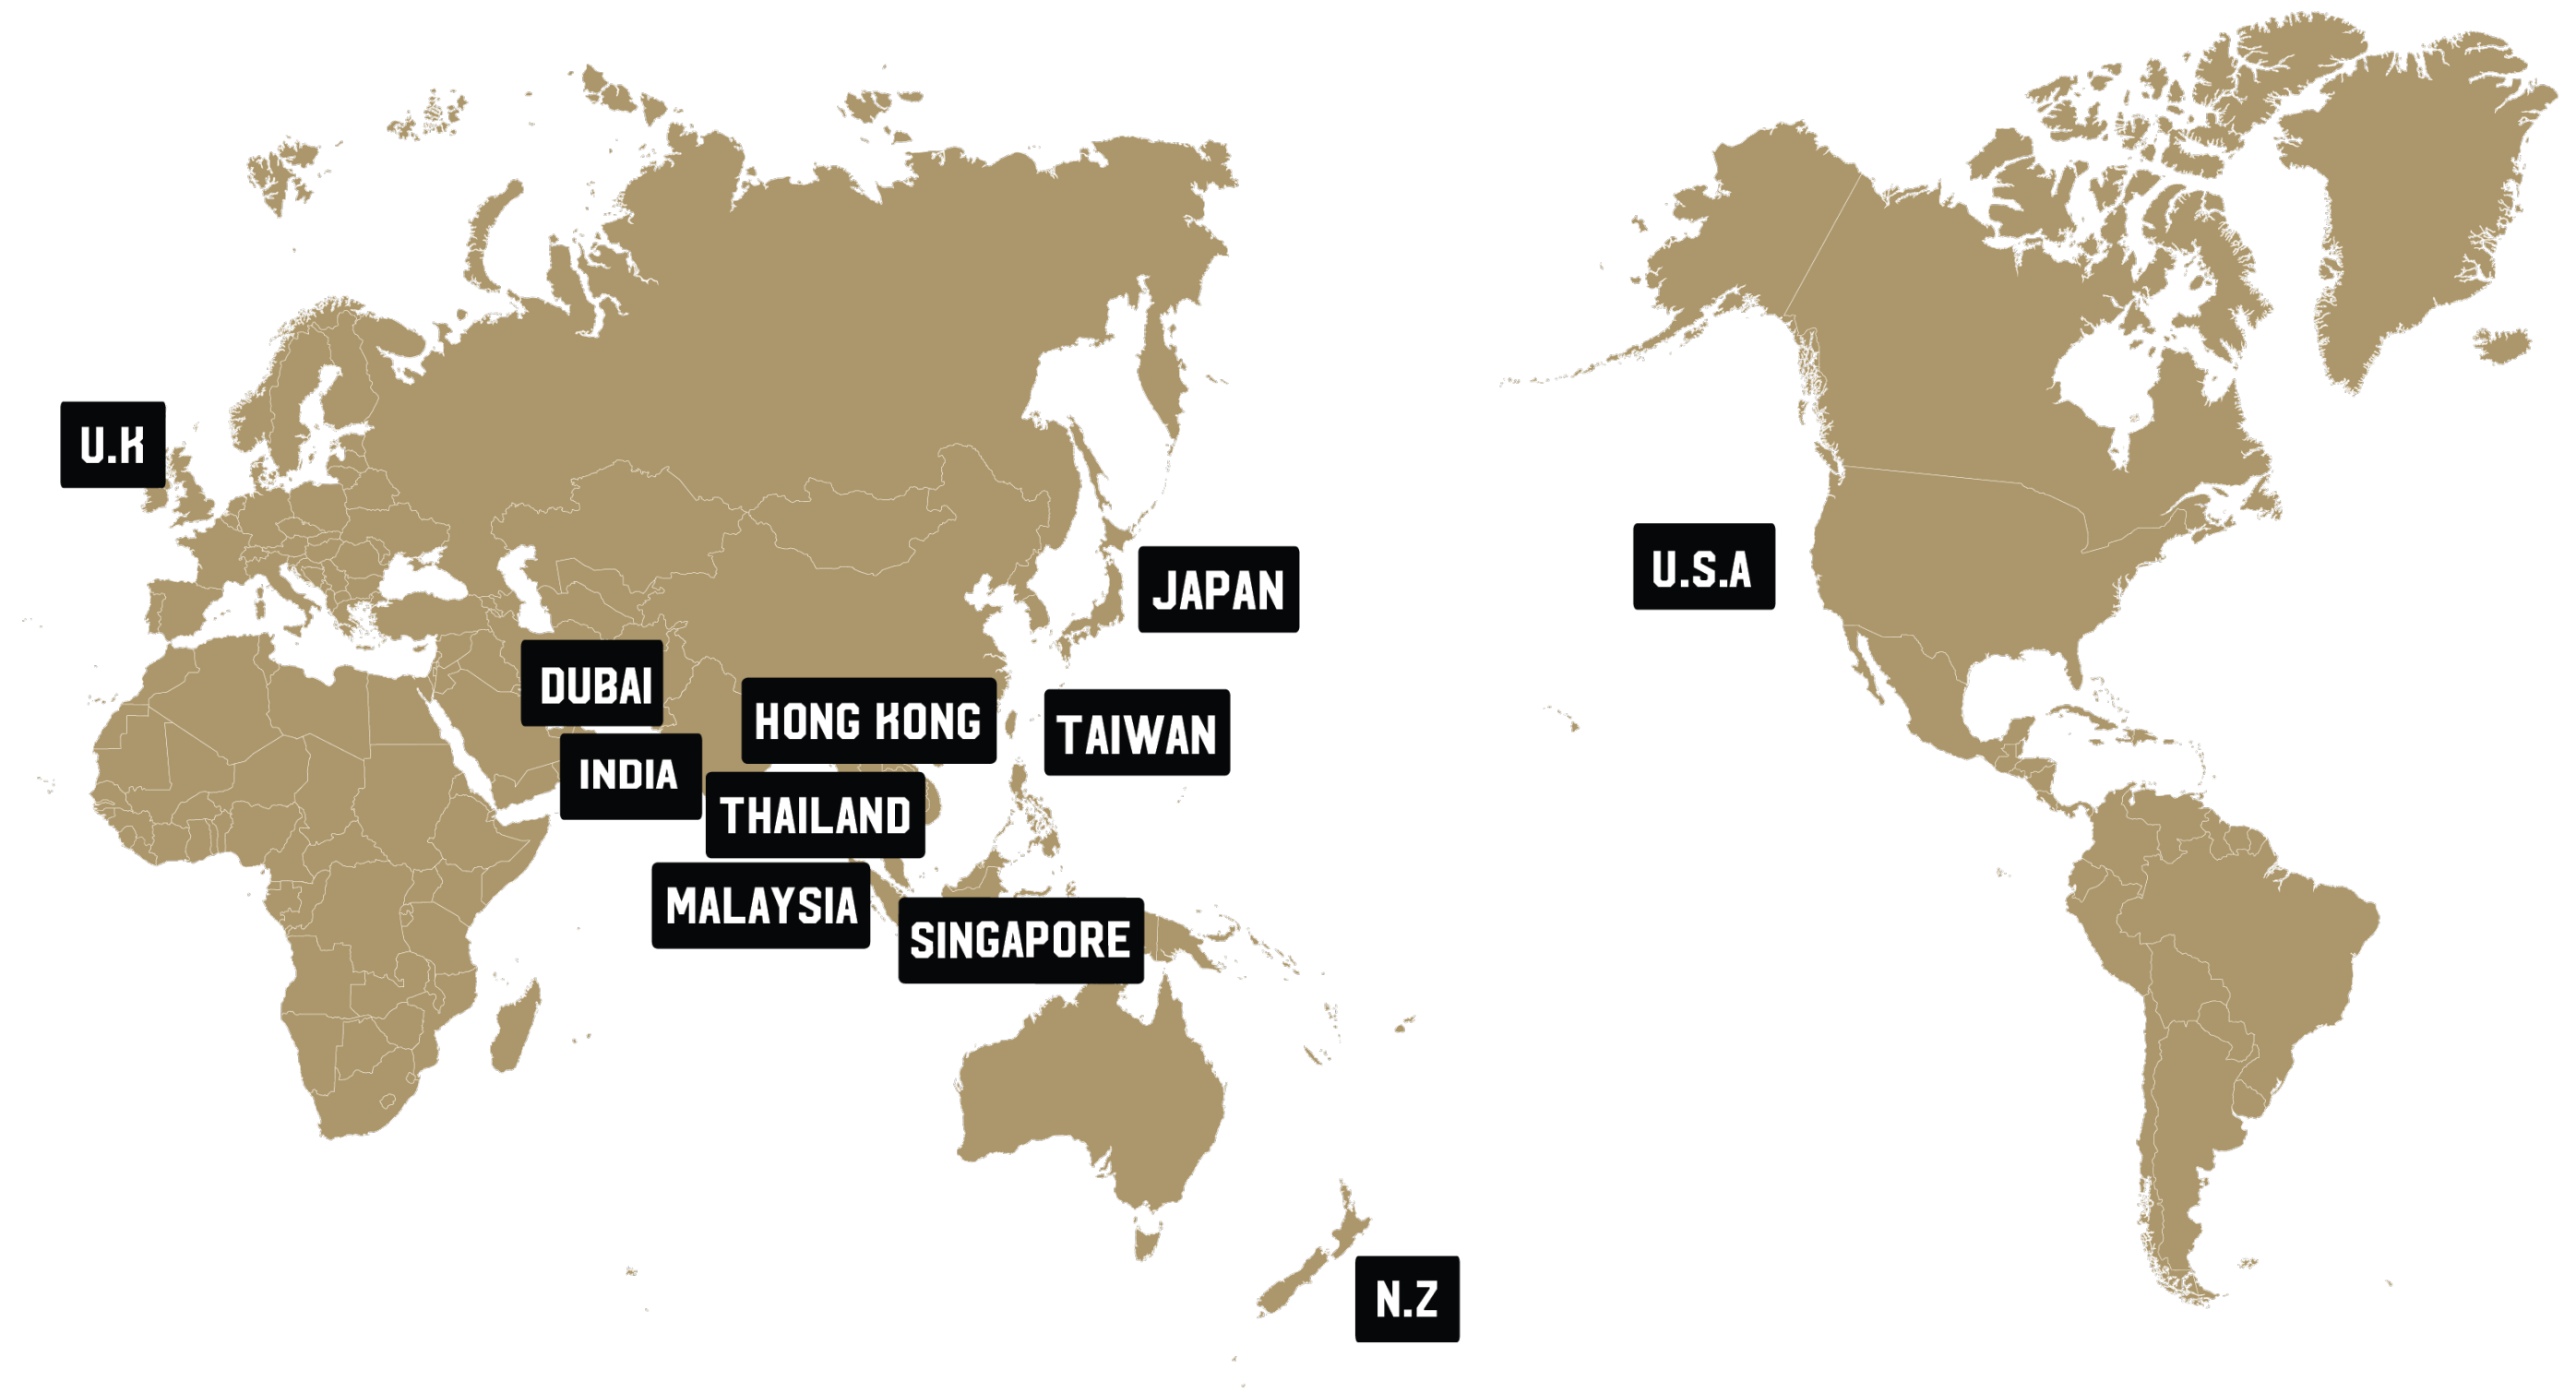 U.K
U.S.A
JAPAN
DUBAI
HONG KONG
TAIWAN
INDIA
THAILAND
MALAYSIA
SINGAPORE
N.Z